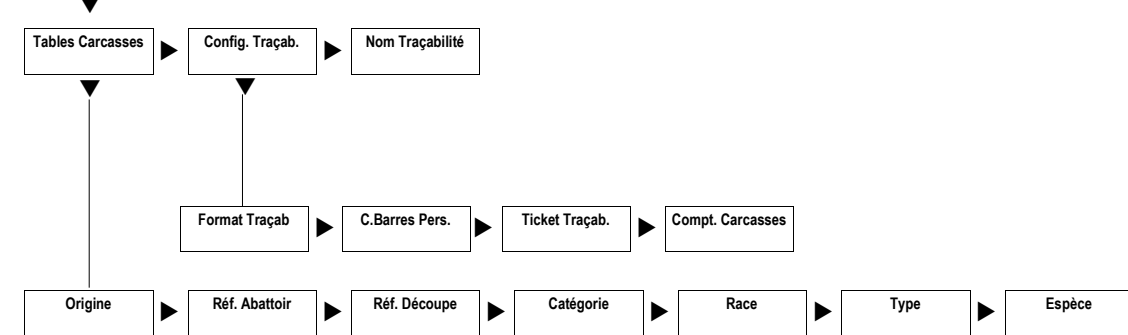 Tables Carcasses
Config. Traçab.
Nom Traçabilité
Format Traçab
C.Barres Pers.
Ticket Traçab.
Compt. Carcasses
Origine
Réf. Abattoir
Réf. Découpe
Catégorie
Race
Type
Espèce